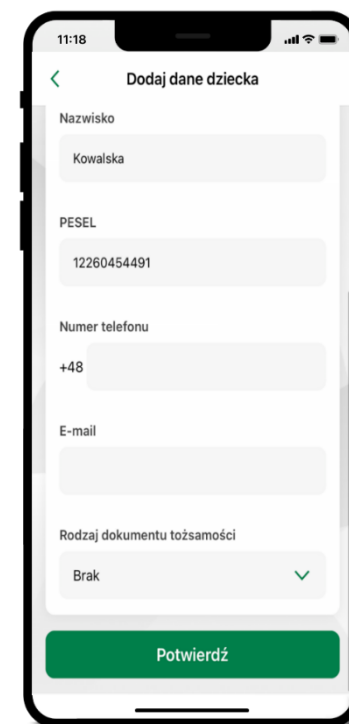 11:18
Dodaj dane dziecka
Nazwisko
Kowalska
PESEL
12260454491
Numer telefonu
+48
E-mail
Rodzaj dokumentu tożsamości
Brak
Potwierdź